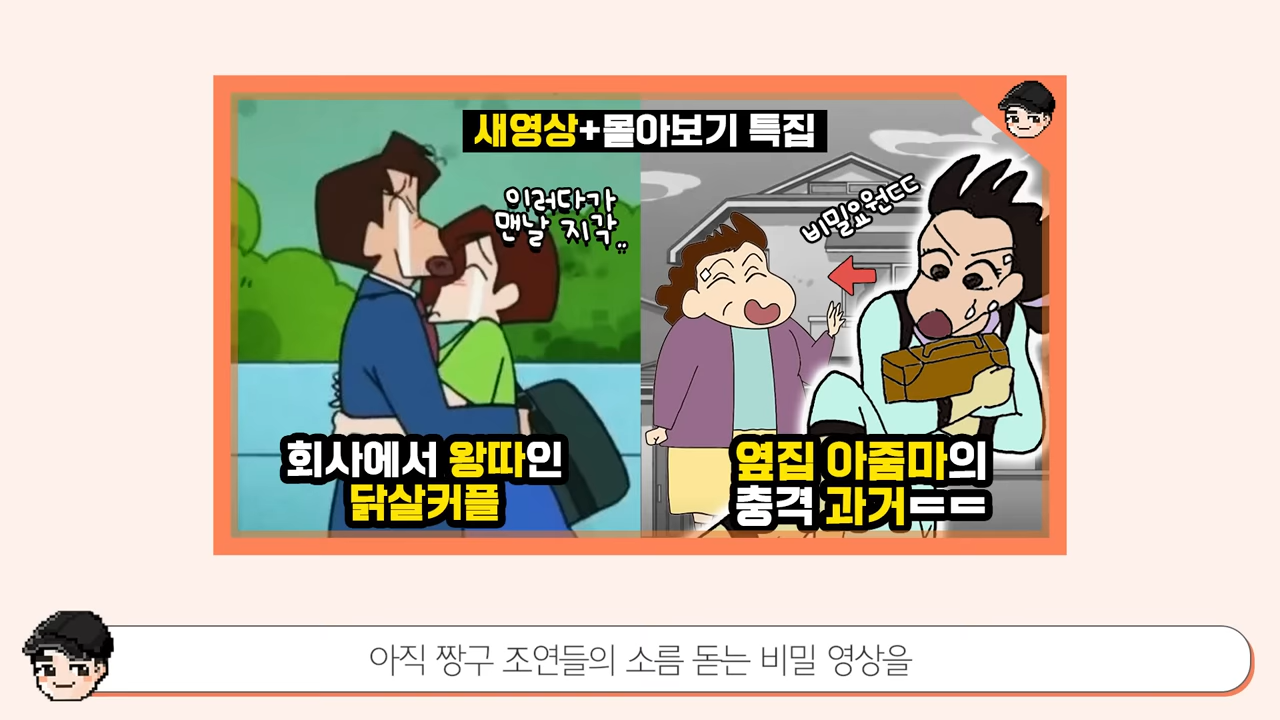 새영상+몰아보기 특집
이러다가
맨날 지각..
비밀요원ㄷㄷ
회사에서 왕따인
닭살커플
옆집 아줌마의
충격 과거ㄷㄷ
아직 짱구 조연들의 소름 돋는 비밀 영상을